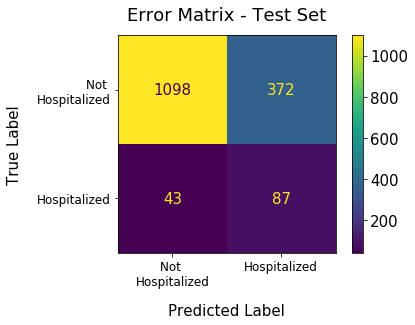 Error Matrix - Test Set
True Label
Not
Hospitalized
1098
372
Hospitalized
43
87
Not
Hospitalized
Hospitalized
Predicted Label
1000
800
600
400
200